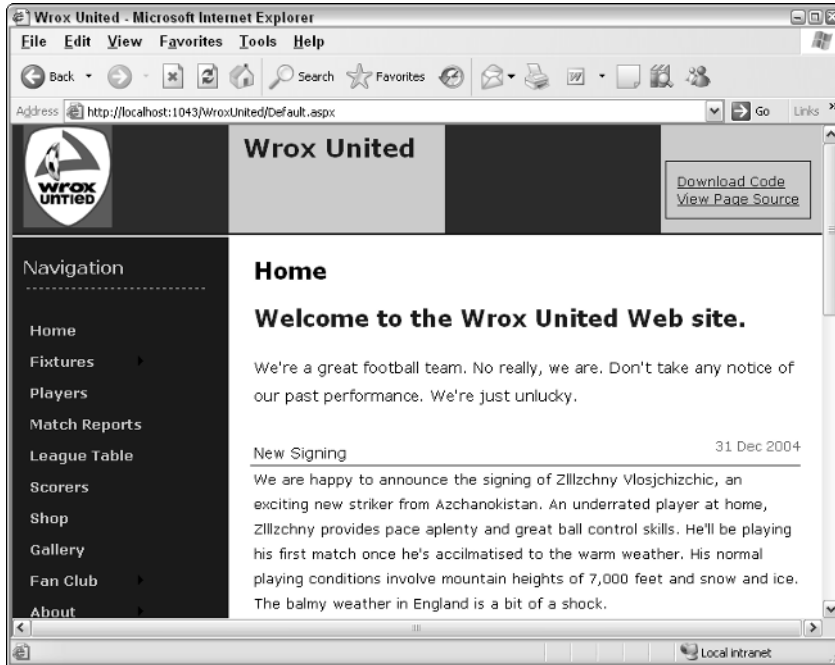 Wrox United - Microsoft Internet Explorer
File Edit View Favorites Tools Help
Back Search Favorites
Address http://localhost:1043/WroxUnited/Default.aspx Go Links »
wrox
UNTIED
Wrox United
Download Code
View Page Source
Navigation
Home
Fixtures
Players
Match Reports
League Table
Scorers
Shop
Gallery
Fan Club
About
Home
Welcome to the Wrox United Web site.
We're a great football team. No really, we are. Don't take any notice of
our past performance. We're just unlucky.
New Signing 31 Dec 2004
We are happy to announce the signing of Zlllzchny Vlosjchizchic, an
exciting new striker from Azchanokistan. An underrated player at home,
Zlllzchny provides pace aplenty and great ball control skills. He'll be playing
his first match once he's accilmatised to the warm weather. His normal
playing conditions involve mountain heights of 7,000 feet and snow and ice.
The balmy weather in England is a bit of a shock.
Local intranet